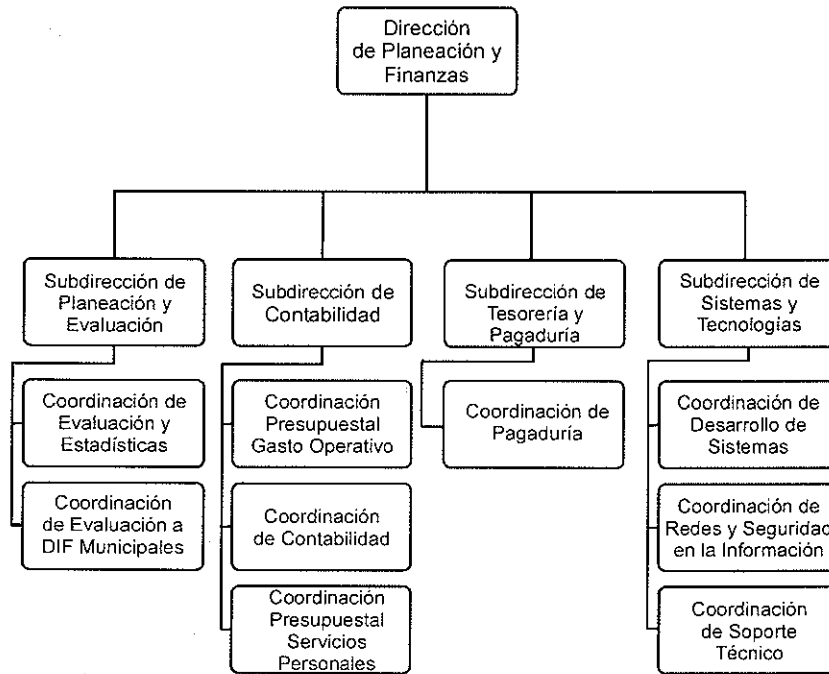 Dirección
de Planeación y
Finanzas
Subdirección de
Planeación y
Evaluación
Subdirección de
Contabilidad
Subdirección de
Tesorería y
Pagaduría
Subdirección de
Sistemas y
Tecnologías
Coordinación de
Evaluación y
Estadísticas
Coordinación
Presupuestal
Gasto Operativo
Coordinación de
Pagaduría
Coordinación de
Desarrollo de
Sistemas
Coordinación
de Evaluación a
DIF Municipales
Coordinación
de Contabilidad
Coordinación de
Redes y Seguridad
en la Información
Coordinación
Presupuestal
Servicios
Personales
Coordinación
de Soporte
Técnico